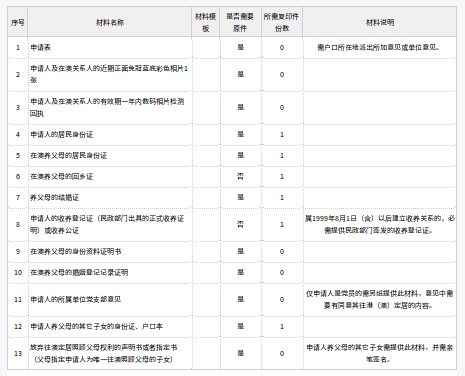 序号 材料名称 材料模板 是否需要原件 所需复印件份数 材料说明
1 申请表 是 0 需户口所在地派出所加意见或单位意见。
2 申请人及在澳关系人的近期正面免冠蓝底彩色相片1张 是 0
3 申请人及在澳关系人的有效期一年内数码相片检测回执 是 0
4 申请人的居民身份证 是 1
5 在澳养父母的居民身份证 是 1
6 在澳养父母的回乡证 否 1
7 养父母的结婚证 是 1
8 申请人的收养登记证（民政部门出具的正式收养证明）或收养公证 否 1 属1999年8月1日（含）以后建立收养关系的，必需提供民政部门签发的收养登记证。
9 在澳养父母的身份资料证明书 是 0
10 在澳养父母的婚姻登记记录证明 是 0
11 申请人的所属单位党支部意见 是 0 仅申请人是党员的需另纸提供此材料，意见中需要有同意其往港（澳）定居的内容。
12 申请人养父母的其它子女的身份证、户口本 是 1
13 放弃往澳定居照顾父母权利的声明书或者指定书（父母指定申请人为唯一往澳照顾父母的子女） 是 0 申请人养父母的其它子女需提供此材料，并需亲笔签名。